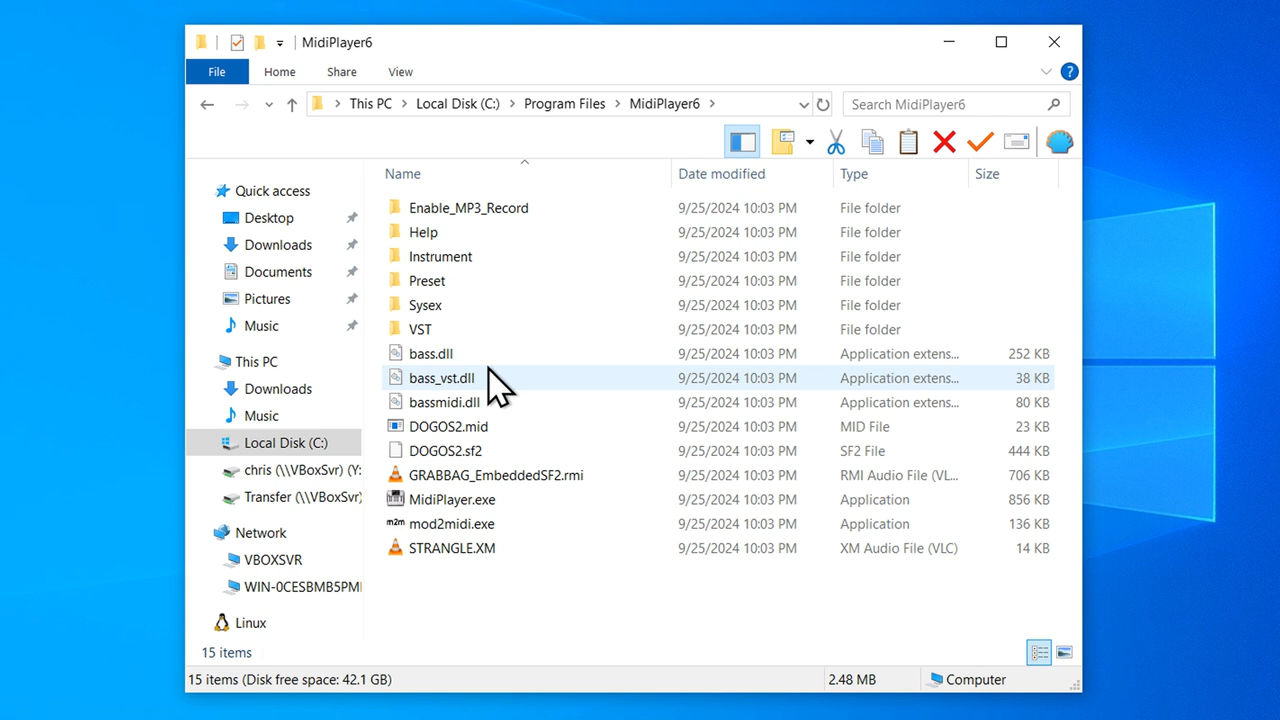 MidiPlayer6
File Home Share View
This PC Local Disk (C:) Program Files MidiPlayer6 Search MidiPlayer6
Name Date modified Type Size
Quick access
Desktop
Downloads
Documents
Pictures
Music
This PC
Downloads
Music
Local Disk (C:)
chris (\\VBoxSvr) (Y:
Transfer (\\VBoxSvr)
Network
VBOXSVR
WIN-0CESBMB5PM
Linux
Enable_MP3_Record 9/25/2024 10:03 PM File folder
Help 9/25/2024 10:03 PM File folder
Instrument 9/25/2024 10:03 PM File folder
Preset 9/25/2024 10:03 PM File folder
Sysex 9/25/2024 10:03 PM File folder
VST 9/25/2024 10:03 PM File folder
bass.dll 9/25/2024 10:03 PM Application extens... 252 KB
bass_vst.dll 9/25/2024 10:03 PM Application extens... 38 KB
bassmidi.dll 9/25/2024 10:03 PM Application extens... 80 KB
DOGOS2.mid 9/25/2024 10:03 PM MID File 23 KB
DOGOS2.sf2 9/25/2024 10:03 PM SF2 File 444 KB
GRABBAG_EmbeddedSF2.rmi 9/25/2024 10:03 PM RMI Audio File (VL... 706 KB
MidiPlayer.exe 9/25/2024 10:03 PM Application 856 KB
m2m mod2midi.exe 9/25/2024 10:03 PM Application 136 KB
STRANGLE.XM 9/25/2024 10:03 PM XM Audio File (VLC) 14 KB
15 items
15 items (Disk free space: 42.1 GB) 2.48 MB Computer